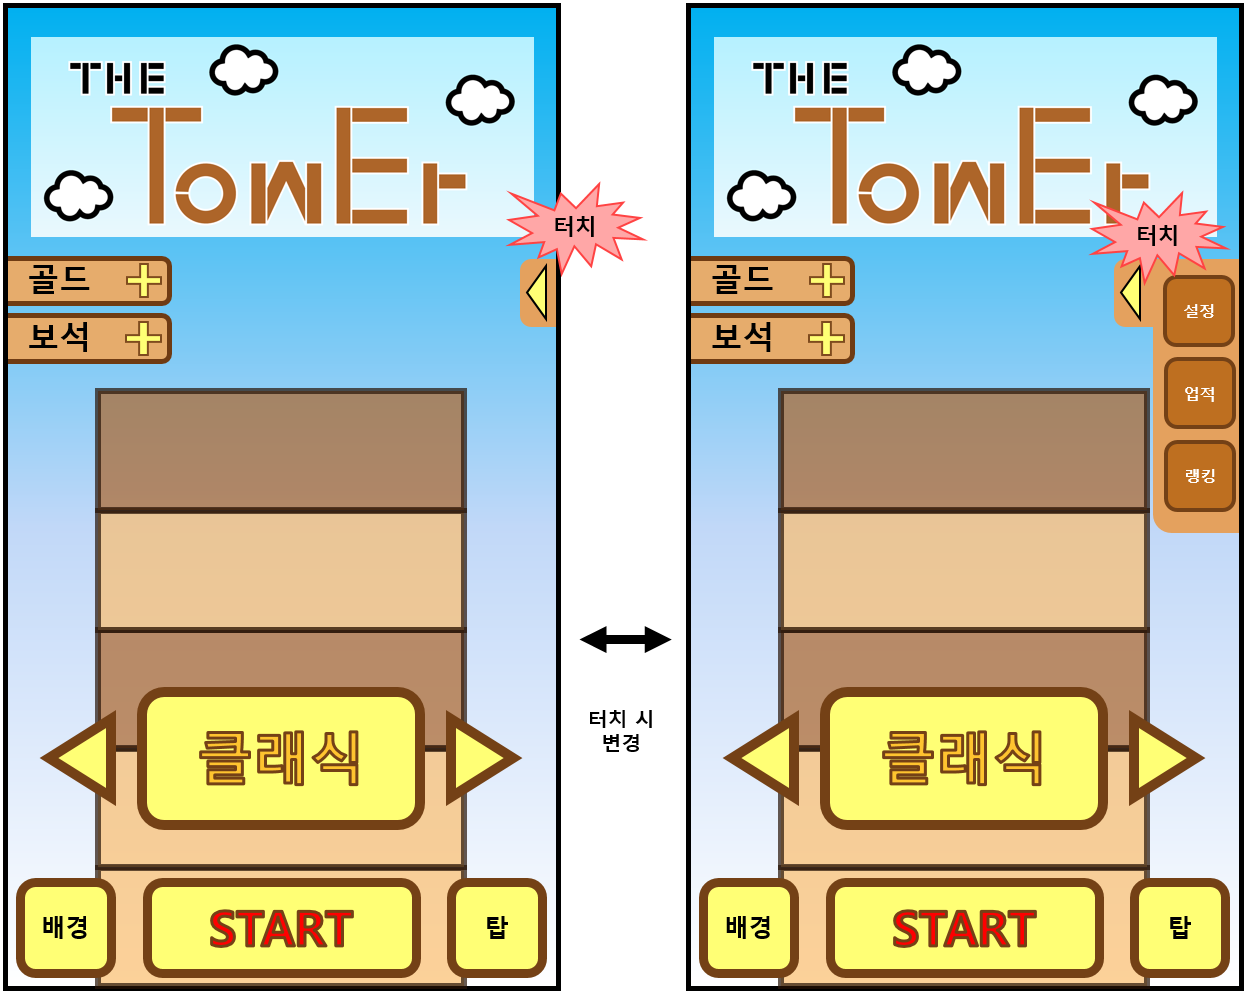 THE
TowEr
터치
골드
보석
클래식
배경
START
탑
터치 시
변경
THE
TowEr
터치
골드
보석
설정
업적
랭킹
클래식
배경
START
탑